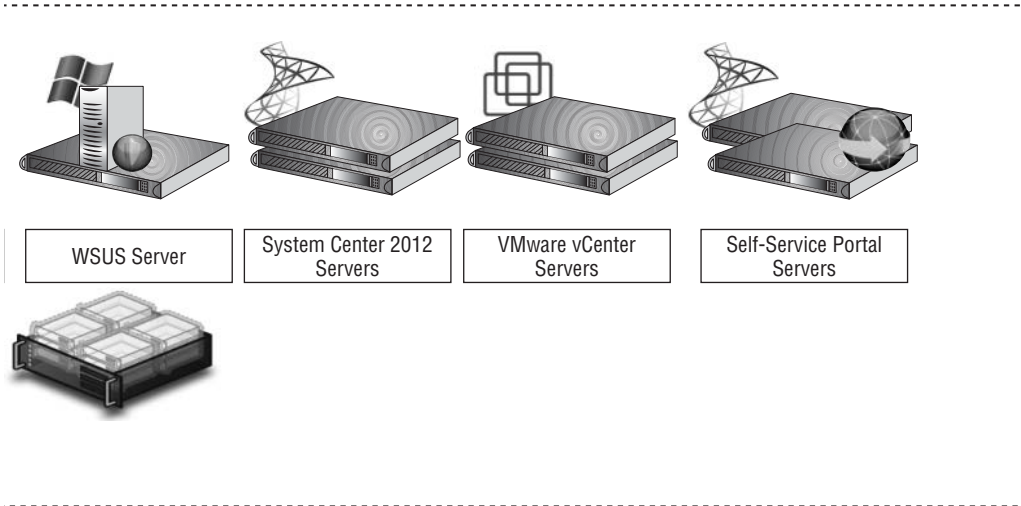 WSUS Server
System Center 2012
Servers
VMware vCenter
Servers
Self-Service Portal
Servers